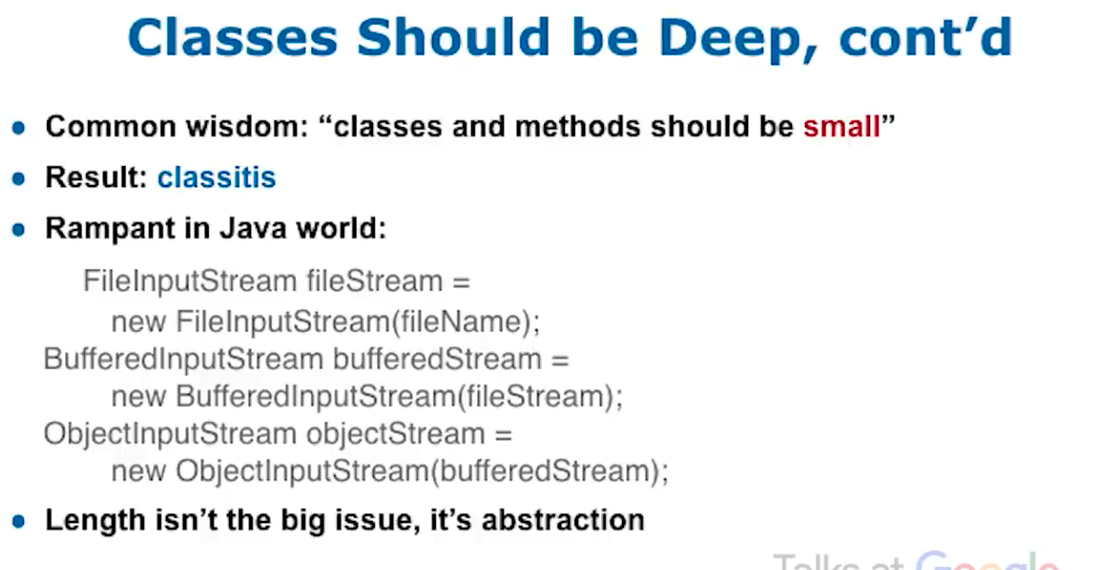 Classes Should be Deep, cont’d
• Common wisdom: “classes and methods should be small”
• Result: classitis
• Rampant in Java world:
FileInputStream fileStream =
new FileInputStream(fileName);
BufferedInputStream bufferedStream =
new BufferedInputStream(fileStream);
ObjectInputStream objectStream =
new ObjectInputStream(bufferedStream);
• Length isn’t the big issue, it’s abstraction
Talks at Google